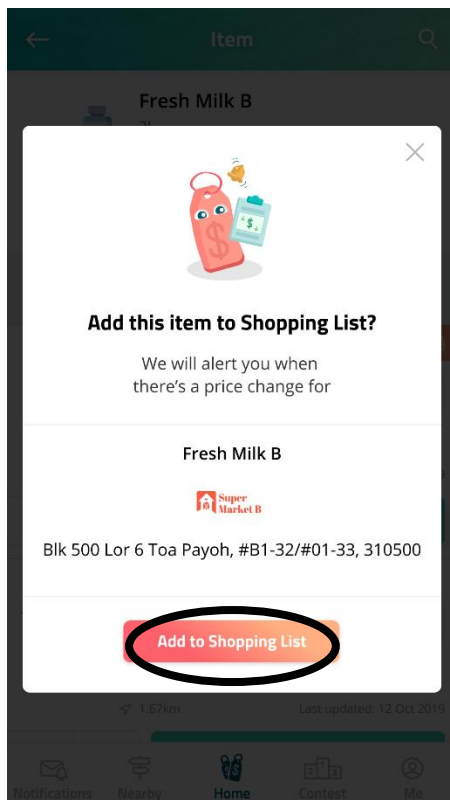 Item
Fresh Milk B
Add this item to Shopping List?
We will alert you when
there's a price change for
Fresh Milk B
Super
Market B
Blk 500 Lor 6 Toa Payoh, #B1-32/#01-33, 310500
Add to Shopping List
1.67km
Last updated: 12 Oct 2019
Notifications
Nearby
Home
Contest
Me